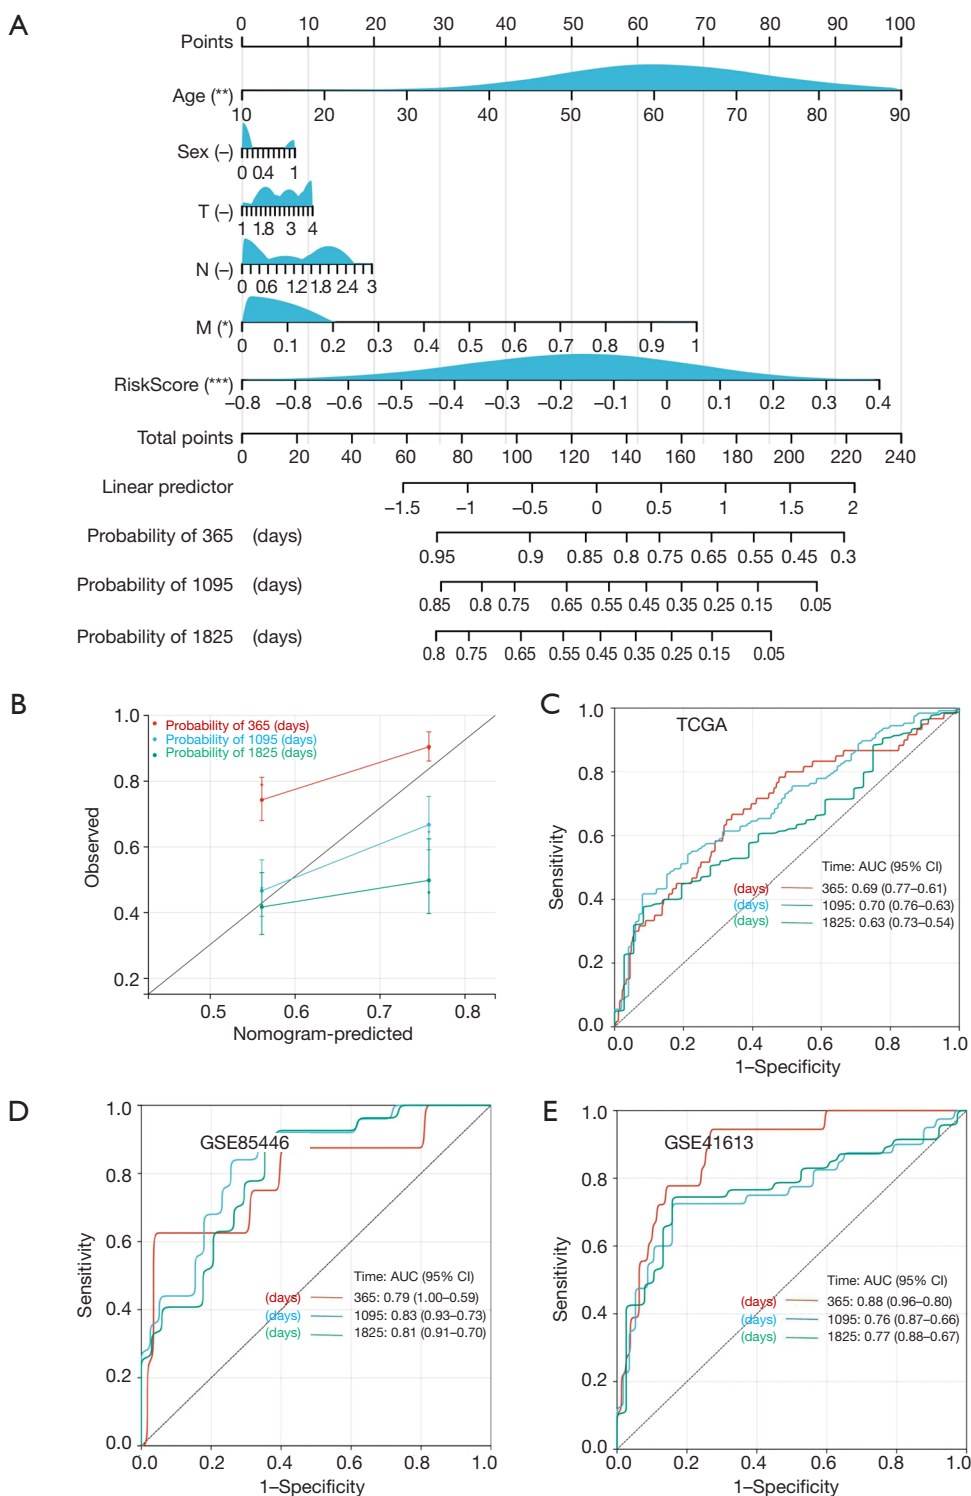 A
Points
0 10 20 30 40 50 60 70 80 90 100
Age (**)
10 20 30 40 50 60 70 80 90
Sex (–)
0 0.4 1
T (–)
1 1.8 3 4
N (–)
0 0.6 1.2 1.8 2.4 3
M (*)
0 0.1 0.2 0.3 0.4 0.5 0.6 0.7 0.8 0.9 1
RiskScore (***)
–0.8 –0.8 –0.6 –0.5 –0.4 –0.3 –0.2 –0.1 0 0.1 0.2 0.3 0.4
Total points
0 20 40 60 80 100 120 140 160 180 200 220 240
Linear predictor
–1.5 –1 –0.5 0 0.5 1 1.5 2
Probability of 365 (days)
0.95 0.9 0.85 0.8 0.75 0.65 0.55 0.45 0.3
Probability of 1095 (days)
0.85 0.8 0.75 0.65 0.55 0.45 0.35 0.25 0.15 0.05
Probability of 1825 (days)
0.8 0.75 0.65 0.55 0.45 0.35 0.25 0.15 0.05
B
Probability of 365 (days)
Probability of 1095 (days)
Probability of 1825 (days)
Observed
1.0
0.8
0.6
0.4
0.2
0.5 0.6 0.7 0.8
Nomogram-predicted
C
TCGA
Sensitivity
1.0
0.8
0.6
0.4
0.2
0.0
Time: AUC (95% CI)
(days) 365: 0.69 (0.77–0.61)
(days) 1095: 0.70 (0.76–0.63)
(days) 1825: 0.63 (0.73–0.54)
0.0 0.2 0.4 0.6 0.8 1.0
1–Specificity
D
GSE85446
Sensitivity
1.0
0.8
0.6
0.4
0.2
0.0
Time: AUC (95% CI)
(days) 365: 0.79 (1.00–0.59)
(days) 1095: 0.83 (0.93–0.73)
(days) 1825: 0.81 (0.91–0.70)
0.0 0.2 0.4 0.6 0.8 1.0
1–Specificity
E
GSE41613
Sensitivity
1.0
0.8
0.6
0.4
0.2
0.0
Time: AUC (95% CI)
(days) 365: 0.88 (0.96–0.80)
(days) 1095: 0.76 (0.87–0.66)
(days) 1825: 0.77 (0.88–0.67)
0.0 0.2 0.4 0.6 0.8 1.0
1–Specificity